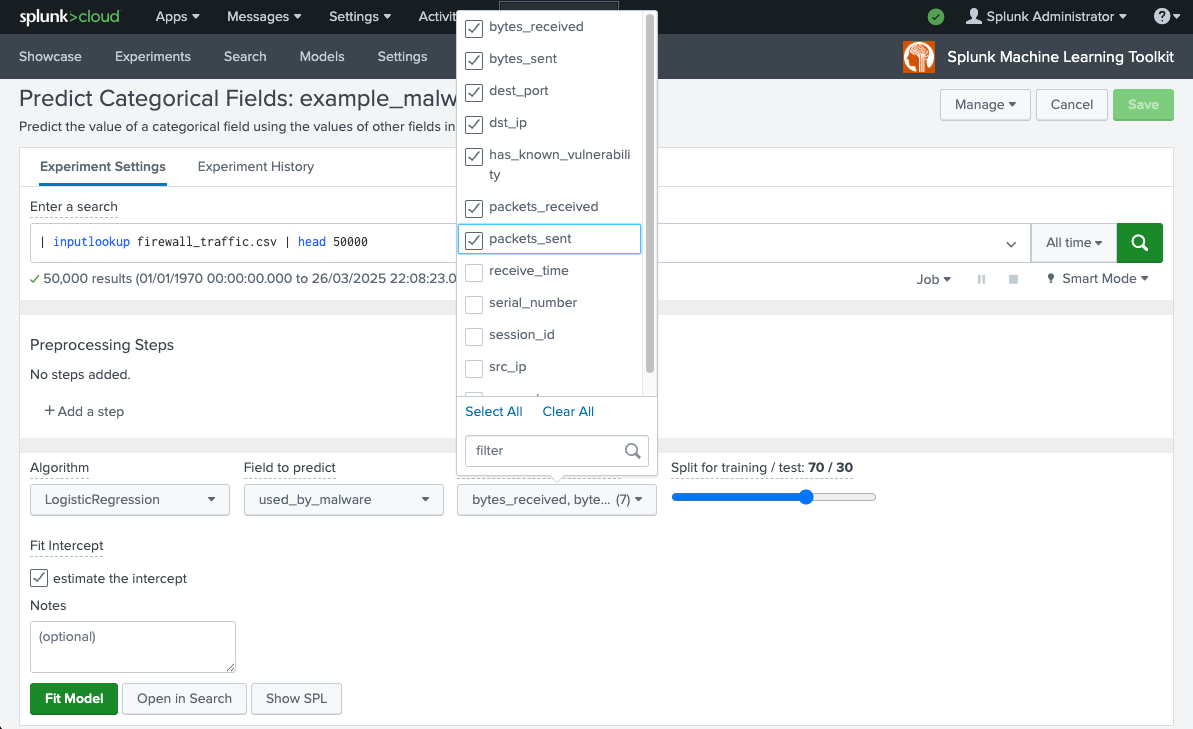 splunk>cloud Apps Messages Settings Activit Splunk Administrator ?
Showcase Experiments Search Models Settings Splunk Machine Learning Toolkit
Predict Categorical Fields: example_malw
Manage Cancel Save
Predict the value of a categorical field using the values of other fields in
Experiment Settings Experiment History
Enter a search
| inputlookup firewall_traffic.csv | head 50000
All time
50,000 results (01/01/1970 00:00:00.000 to 26/03/2025 22:08:23.0
Job Smart Mode
bytes_received
bytes_sent
dest_port
dst_ip
has_known_vulnerabili
ty
packets_received
packets_sent
receive_time
serial_number
session_id
src_ip
Select All Clear All
filter
Preprocessing Steps
No steps added.
+ Add a step
Algorithm Field to predict Split for training / test: 70 / 30
LogisticRegression used_by_malware bytes_received, byte... (7)
Fit Intercept
estimate the intercept
Notes
(optional)
Fit Model Open in Search Show SPL